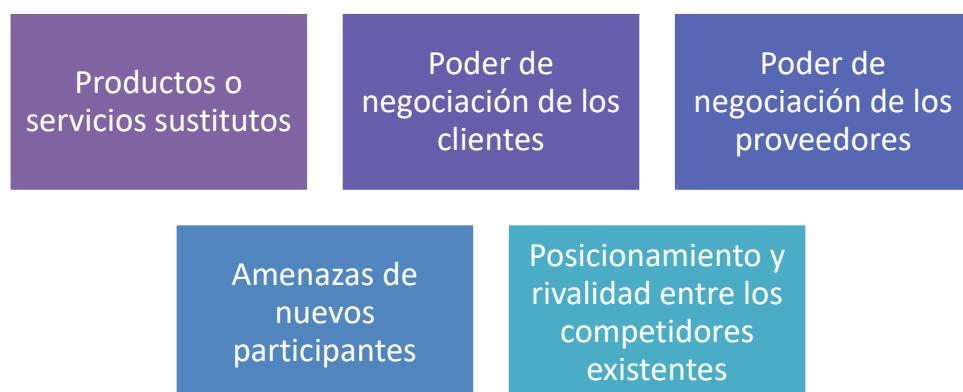 Productos o
servicios sustitutos
Poder de
negociación de los
clientes
Poder de
negociación de los
proveedores
Amenazas de
nuevos
participantes
Posicionamiento y
rivalidad entre los
competidores
existentes